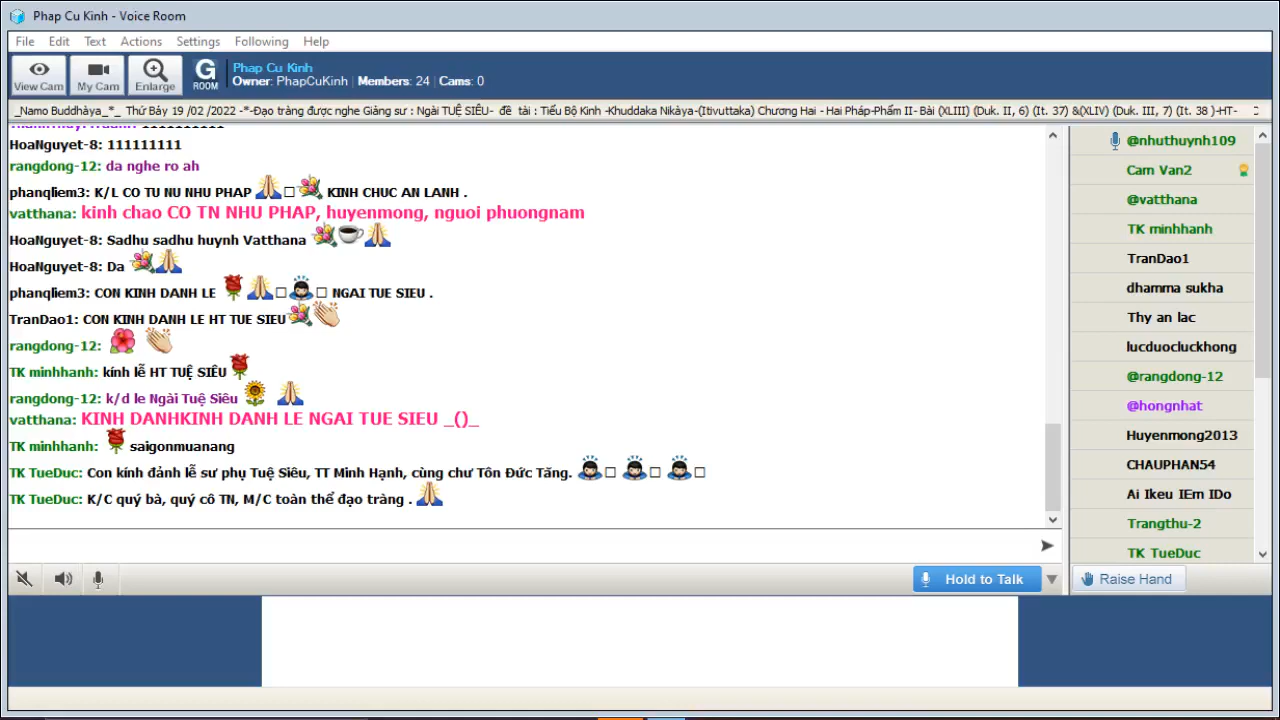 Phap Cu Kinh - Voice Room
File Edit Text Actions Settings Following Help
View Cam My Cam Enlarge G ROOM
Phap Cu Kinh
Owner: PhapCuKinh Members: 24 Cams: 0
_Namo Buddhàya_*_ Thứ Bảy 19 /02 /2022 -*-Đạo tràng được nghe Giảng sư : Ngài TUỆ SIÊU- đề tài : Tiểu Bộ Kinh -Khuddaka Nikàya-(Itivuttaka) Chương Hai - Hai Pháp-Phẩm II- Bài (XLIII) (Duk. II, 6) (It. 37) &(XLIV) (Duk. III, 7) (It. 38 )-HT-
HoaNguyet-8: 111111111
rangdong-12: da nghe ro ah
phanqliem3: K/L CO TU NU NHU PHAP 🙏□💐 KINH CHUC AN LANH .
vatthana: kinh chao CO TN NHU PHAP, huyenmong, nguoi phuongnam
HoaNguyet-8: Sadhu sadhu huynh Vatthana 💐☕🙏
HoaNguyet-8: Da 💐🙏
phanqliem3: CON KINH DANH LE 🌹🙏□🙇□ NGAI TUE SIEU .
TranDao1: CON KINH DANH LE HT TUE SIEU💐👏
rangdong-12: 🌺 👏
TK minhhanh: kính lễ HT TUỆ SIÊU 🌹
rangdong-12: k/d le Ngài Tuệ Siêu 🌻 🙏
vatthana: KINH DANHKINH DANH LE NGAI TUE SIEU _()_
TK minhhanh: 🌹 saigonmuanang
TK TueDuc: Con kính đảnh lễ sư phụ Tuệ Siêu, TT Minh Hạnh, cùng chư Tôn Đức Tăng. 🙇□ 🙇□ 🙇□
TK TueDuc: K/C quý bà, quý cô TN, M/C toàn thể đạo tràng . 🙏
@nhuthuynh109
Cam Van2
@vatthana
TK minhhanh
TranDao1
dhamma sukha
Thy an lac
lucduocluckhong
@rangdong-12
@hongnhat
Huyenmong2013
CHAUPHAN54
Ai Ikeu IEm IDo
Trangthu-2
TK TueDuc
Hold to Talk
Raise Hand